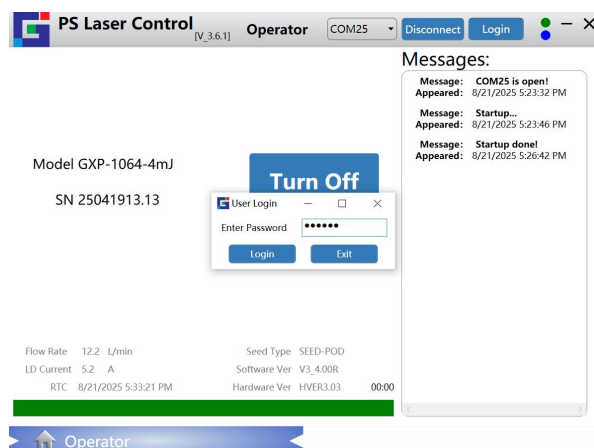 PS Laser Control [V_3.6.1] Operator COM25 Disconnect Login
Messages:
Message: COM25 is open!
Appeared: 8/21/2025 5:23:32 PM
Message: Startup...
Appeared: 8/21/2025 5:23:46 PM
Message: Startup done!
Appeared: 8/21/2025 5:26:42 PM
Model GXP-1064-4mJ
SN 25041913.13
Turn Off
User Login
Enter Password ●●●●●●
Login Exit
Flow Rate 12.2 L/min Seed Type SEED-POD
LD Current 5.2 A Software Ver V3_4.00R
RTC 8/21/2025 5:33:21 PM Hardware Ver HVER3.03 00:00
Operator